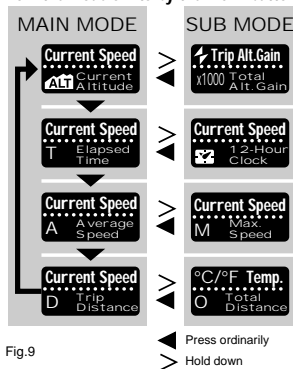 MAIN MODE
SUB MODE
Current Speed
ALT Current
Altitude
Trip Alt.Gain
x1000 Total
Alt.Gain
Current Speed
T Elapsed
Time
Current Speed
12-Hour
Clock
Current Speed
A Average
Speed
Current Speed
M Max.
Speed
Current Speed
D Trip
Distance
°C/°F Temp.
O Total
Distance
Fig.9
Press ordinarily
Hold down